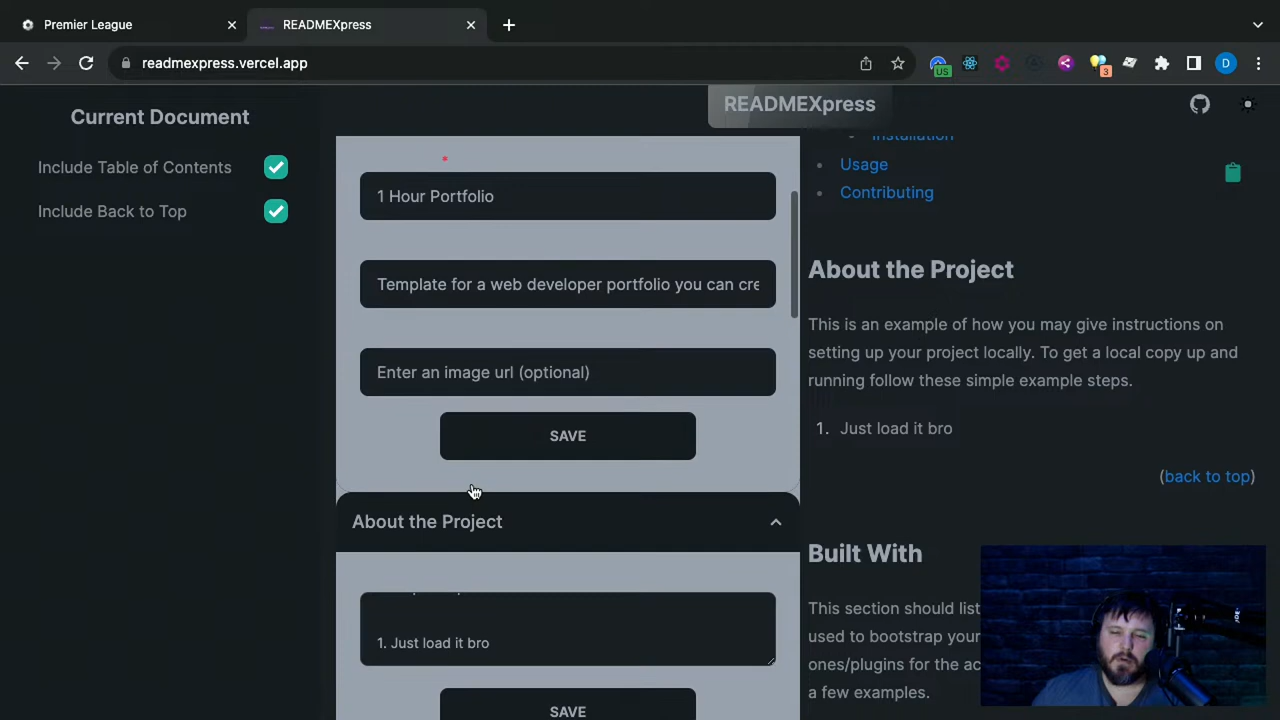 Premier League
READMEXpress
readmexpress.vercel.app
US
3
D
Current Document
Include Table of Contents
Include Back to Top
READMEXpress
1 Hour Portfolio
Template for a web developer portfolio you can cre
Enter an image url (optional)
SAVE
About the Project
1. Just load it bro
SAVE
Installation
Usage
Contributing
About the Project
This is an example of how you may give instructions on
setting up your project locally. To get a local copy up and
running follow these simple example steps.
1. Just load it bro
(back to top)
Built With
This section should list
used to bootstrap your
ones/plugins for the ac
a few examples.